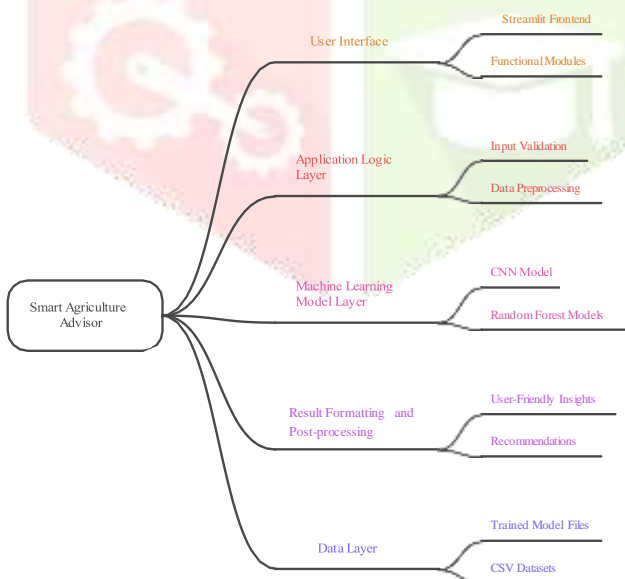 Streamlit Frontend
User Interface
Functional Modules
Input Validation
Application Logic
Layer
Data Preprocessing
CNN Model
Machine Learning
Model Layer
Random Forest Models
Smart Agriculture
Advisor
User-Friendly Insights
Result Formatting and
Post-processing
Recommendations
Trained Model Files
Data Layer
CSV Datasets